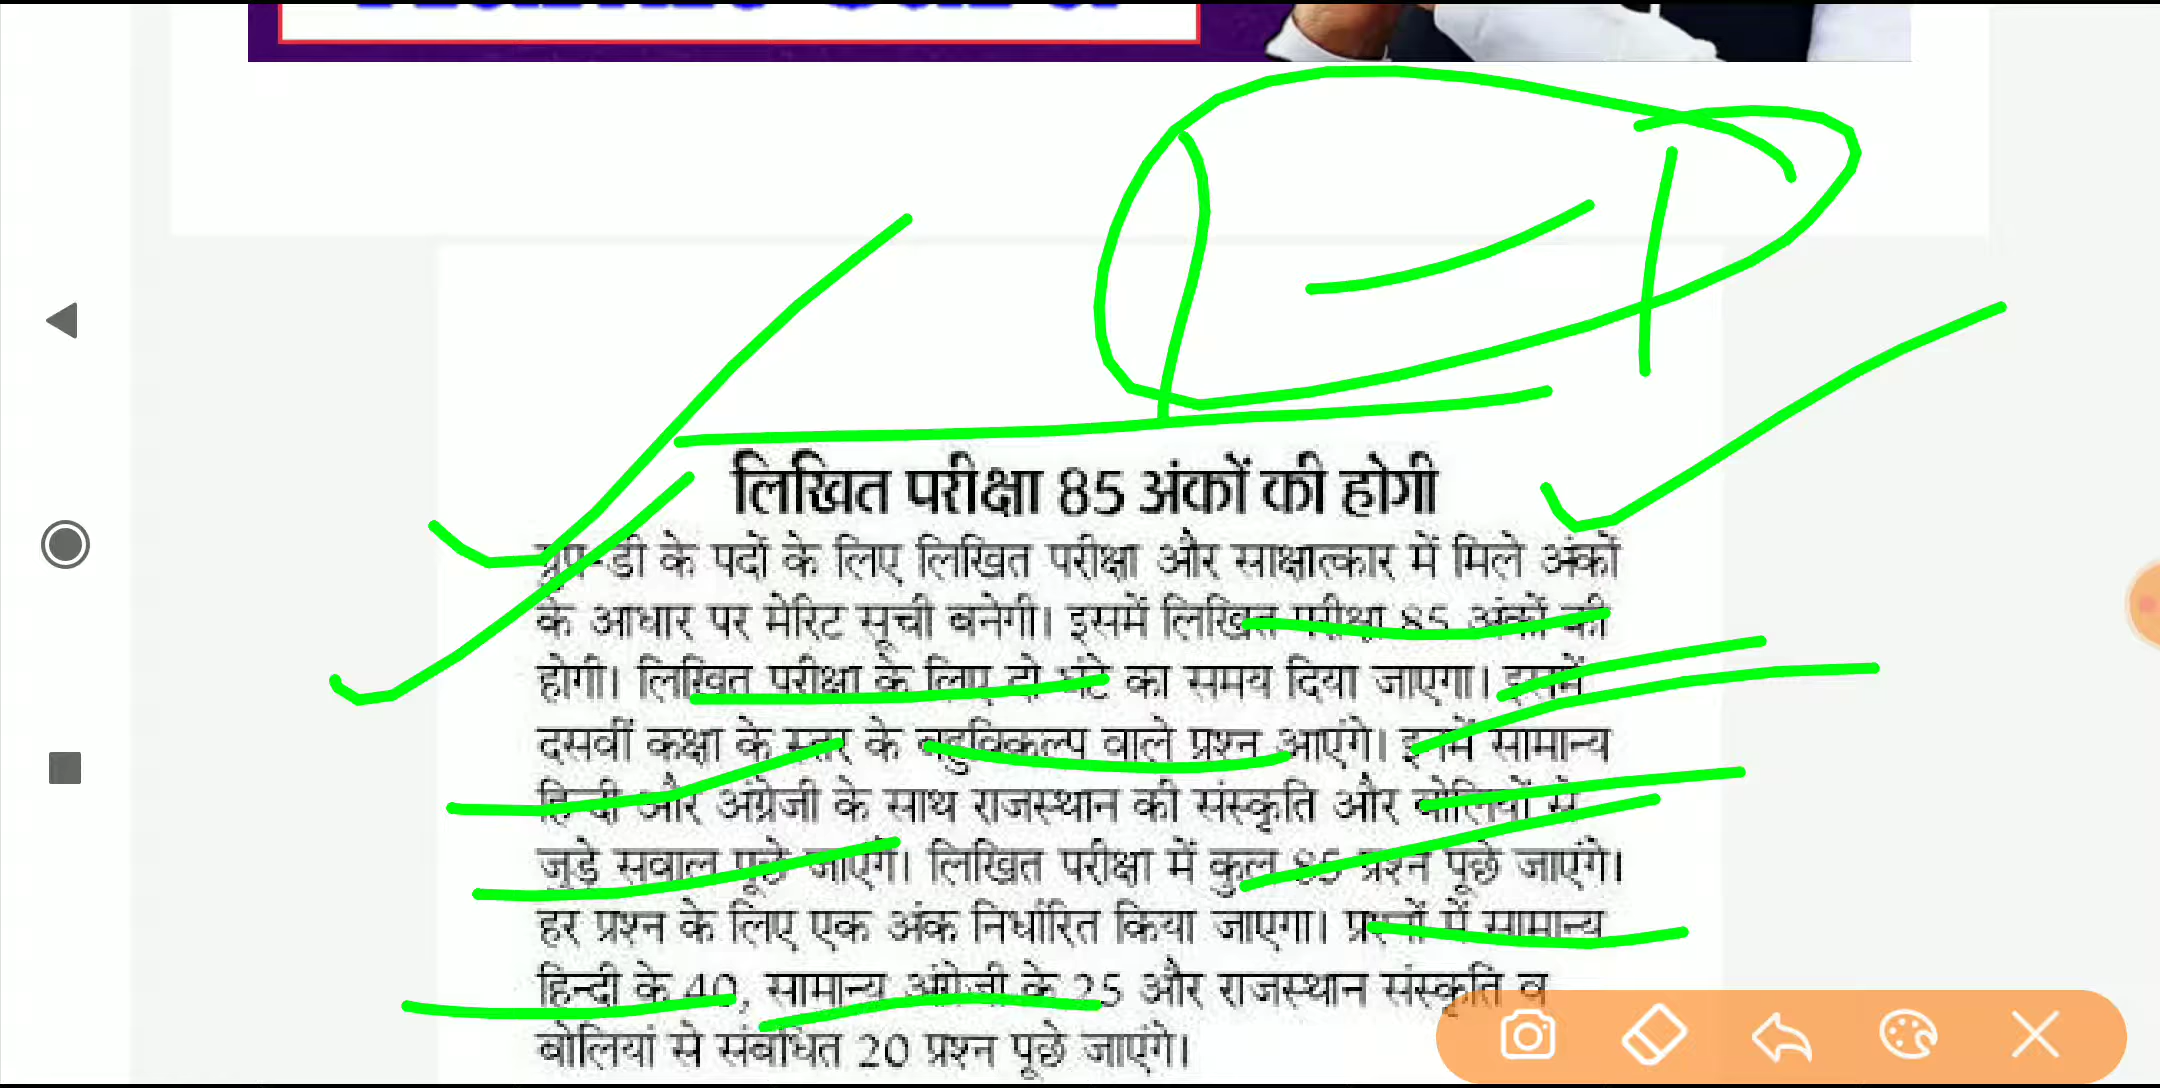 लिखित परीक्षा 85 अंकों की होगी
ग्रुप-डी के पदों के लिए लिखित परीक्षा और साक्षात्कार में मिले अंकों
के आधार पर मेरिट सूची बनेगी। इसमें लिखित परीक्षा 85 अंकों की
होगी। लिखित परीक्षा के लिए दो घंटे का समय दिया जाएगा। इसमें
दसवीं कक्षा के स्तर के बहुविकल्प वाले प्रश्न आएंगे। इनमें सामान्य
हिन्दी और अंग्रेजी के साथ राजस्थान की संस्कृति और बोलियों से
जुड़े सवाल पूछे जाएंगे। लिखित परीक्षा में कुल 85 प्रश्न पूछे जाएंगे।
हर प्रश्न के लिए एक अंक निर्धारित किया जाएगा। प्रश्नों में सामान्य
हिन्दी के 40, सामान्य अंग्रेजी के 25 और राजस्थान संस्कृति व
बोलियां से संबंधित 20 प्रश्न पूछे जाएंगे।